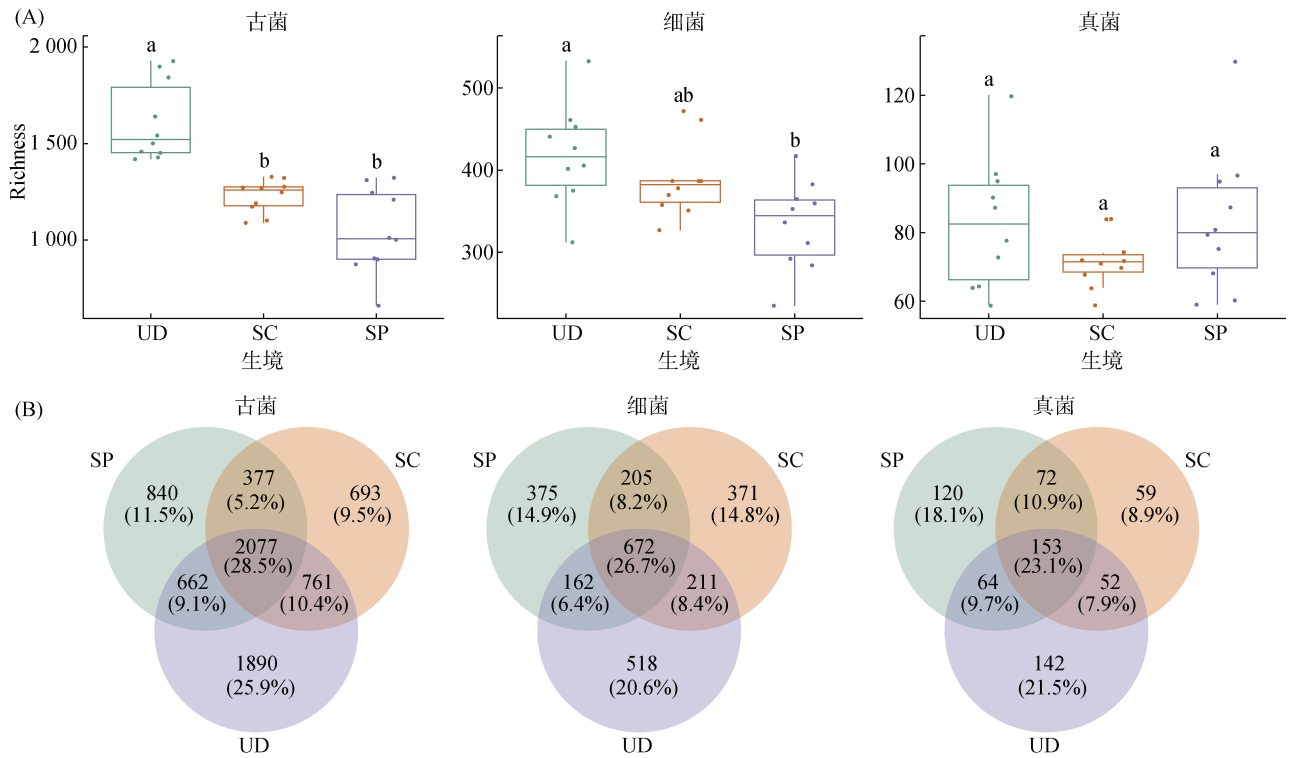 (A)
古菌
细菌
真菌
Richness
2 000
1 500
1 000
a
b
b
UD
SC
SP
生境
500
400
300
a
ab
b
UD
SC
SP
生境
120
100
80
60
a
a
a
UD
SC
SP
生境
(B)
古菌
SP
SC
377
(5.2%)
840
(11.5%)
693
(9.5%)
2077
(28.5%)
662
(9.1%)
761
(10.4%)
1890
(25.9%)
UD
细菌
205
(8.2%)
375
(14.9%)
371
(14.8%)
672
(26.7%)
162
(6.4%)
211
(8.4%)
518
(20.6%)
UD
真菌
SP
SC
72
(10.9%)
120
(18.1%)
59
(8.9%)
153
(23.1%)
64
(9.7%)
52
(7.9%)
142
(21.5%)
UD